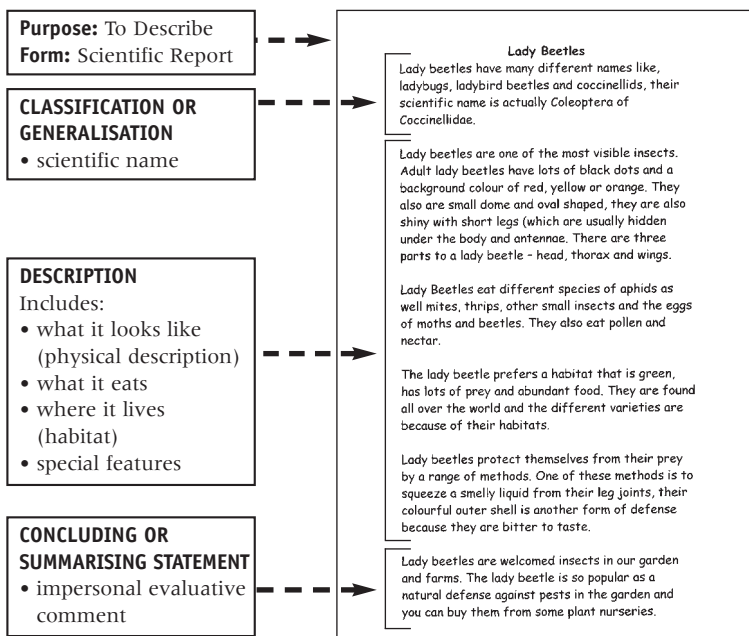 Purpose: To Describe
Form: Scientific Report
CLASSIFICATION OR
GENERALISATION
• scientific name
DESCRIPTION
Includes:
• what it looks like
(physical description)
• what it eats
• where it lives
(habitat)
• special features
CONCLUDING OR
SUMMARISING STATEMENT
• impersonal evaluative
comment
Lady Beetles
Lady beetles have many different names like,
ladybugs, ladybird beetles and coccinellids, their
scientific name is actually Coleoptera of
Coccinellidae.
Lady beetles are one of the most visible insects.
Adult lady beetles have lots of black dots and a
background colour of red, yellow or orange. They
also are small dome and oval shaped, they are also
shiny with short legs (which are usually hidden
under the body and antennae. There are three
parts to a lady beetle – head, thorax and wings.
Lady Beetles eat different species of aphids as
well mites, thrips, other small insects and the eggs
of moths and beetles. They also eat pollen and
nectar.
The lady beetle prefers a habitat that is green,
has lots of prey and abundant food. They are found
all over the world and the different varieties are
because of their habitats.
Lady beetles protect themselves from their prey
by a range of methods. One of these methods is to
squeeze a smelly liquid from their leg joints, their
colourful outer shell is another form of defense
because they are bitter to taste.
Lady beetles are welcomed insects in our garden
and farms. The lady beetle is so popular as a
natural defense against pests in the garden and
you can buy them from some plant nurseries.